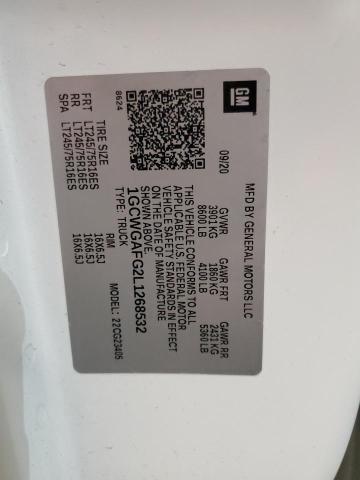 GM
MFD BY GENERAL MOTORS LLC
09/20
GVWR
3901 KG
8600 LB
GAWR FRT
1860 KG
4100 LB
GAWR RR
2431 KG
5360 LB
THIS VEHICLE CONFORMS TO ALL
APPLICABLE U.S. FEDERAL MOTOR
VEHICLE SAFETY STANDARDS IN EFFECT
ON THE DATE OF MANUFACTURE
SHOWN ABOVE.
1GCWGAFG2L1268532
TYPE: TRUCK
MODEL: 22CG23405
8624
TIRE SIZE RIM
FRT LT245/75R16ES 16X6.5J
RR LT245/75R16ES 16X6.5J
SPA LT245/75R16ES 16X6.5J